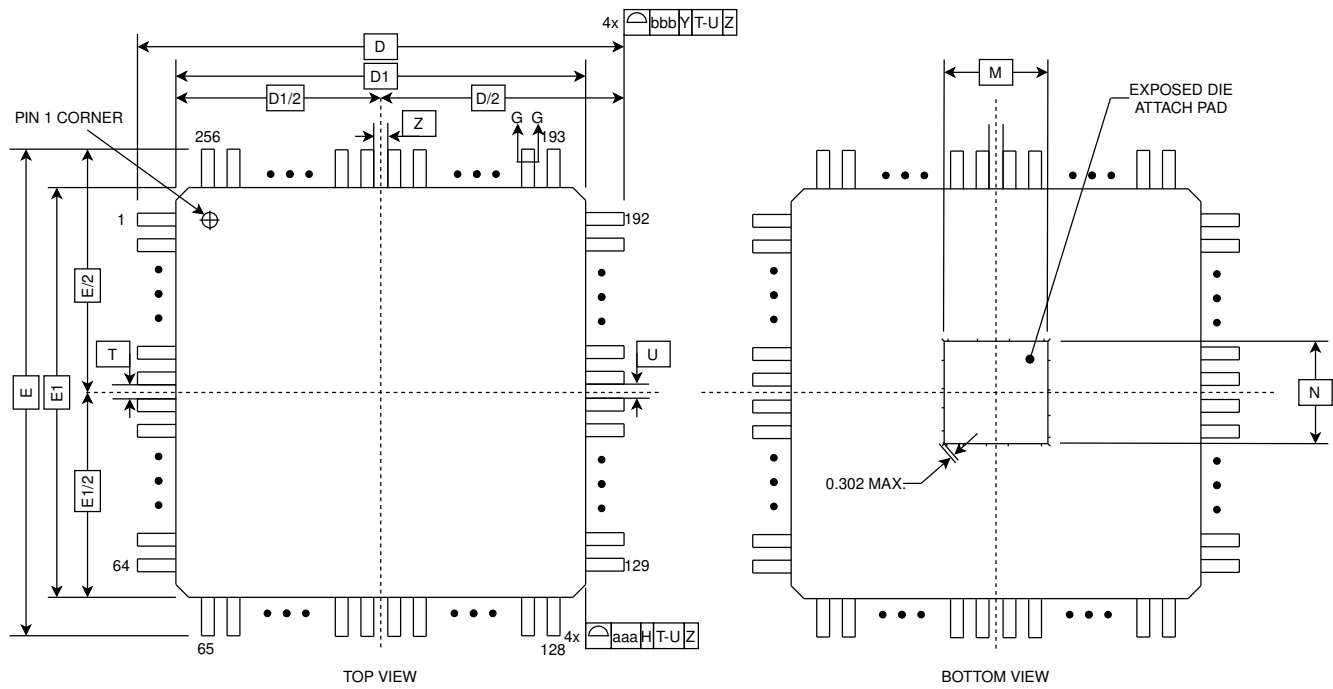 4x bbb Y T-U Z
D
D1
D1/2 D/2
M
EXPOSED DIE
ATTACH PAD
PIN 1 CORNER
Z
G G
256
193
1
192
E/2
T
U
E
E1
N
E1/2
0.302 MAX.
64
129
65
128
4x aaa H T-U Z
TOP VIEW
BOTTOM VIEW